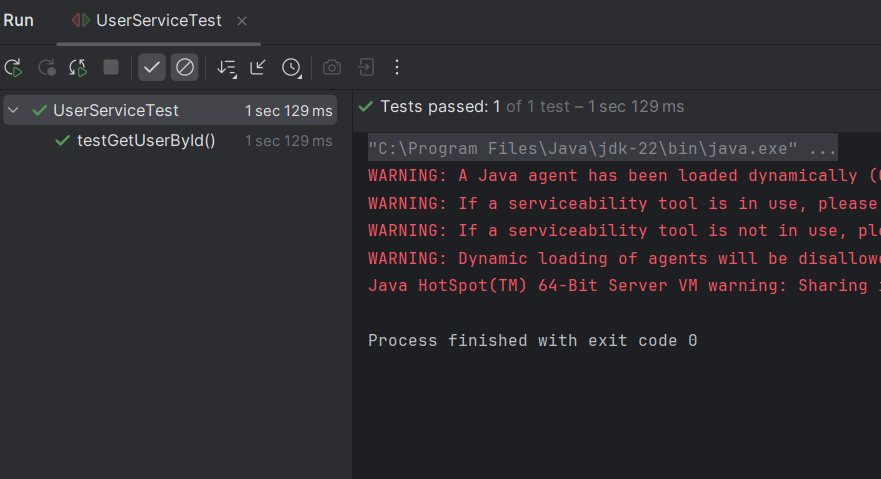 Run UserServiceTest
UserServiceTest 1 sec 129 ms
testGetUserById() 1 sec 129 ms
Tests passed: 1 of 1 test – 1 sec 129 ms
"C:\Program Files\Java\jdk-22\bin\java.exe" ...
WARNING: A Java agent has been loaded dynamically (
WARNING: If a serviceability tool is in use, please
WARNING: If a serviceability tool is not in use, ple
WARNING: Dynamic loading of agents will be disallowe
Java HotSpot(TM) 64-Bit Server VM warning: Sharing
Process finished with exit code 0